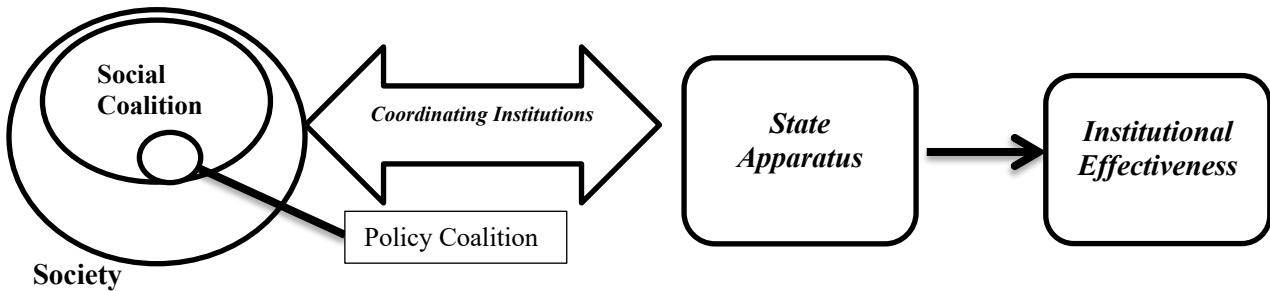 Social
Coalition
Coordinating Institutions
State
Apparatus
Institutional
Effectiveness
Policy Coalition
Society